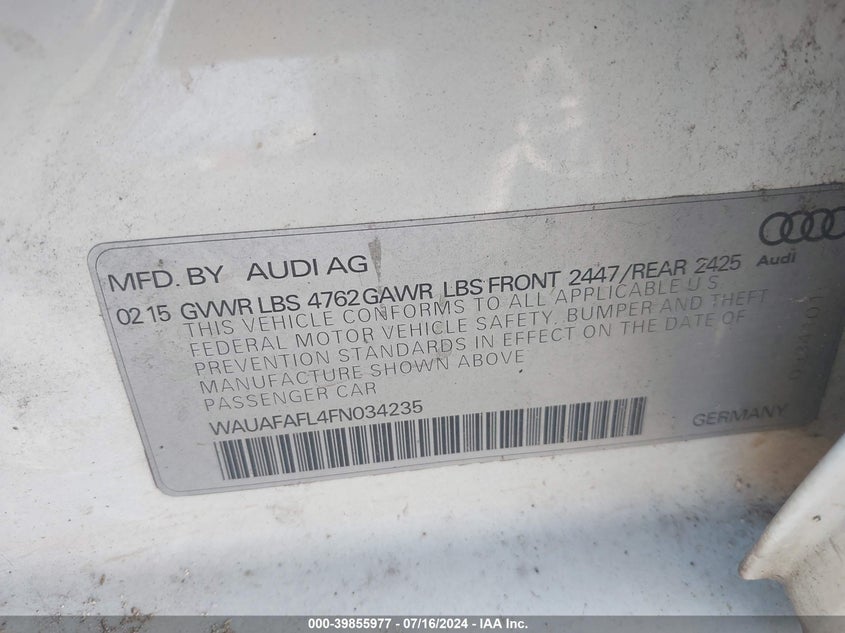 MFD. BY AUDI AG
Audi
02 15 GVWR LBS 4762 GAWR LBS FRONT 2447/REAR 2425
THIS VEHICLE CONFORMS TO ALL APPLICABLE U S
FEDERAL MOTOR VEHICLE SAFETY, BUMPER AND THEFT
PREVENTION STANDARDS IN EFFECT ON THE DATE OF
MANUFACTURE SHOWN ABOVE
PASSENGER CAR
WAUAFAFL4FN034235
GERMANY
000-39855977 - 07/16/2024 - IAA Inc.